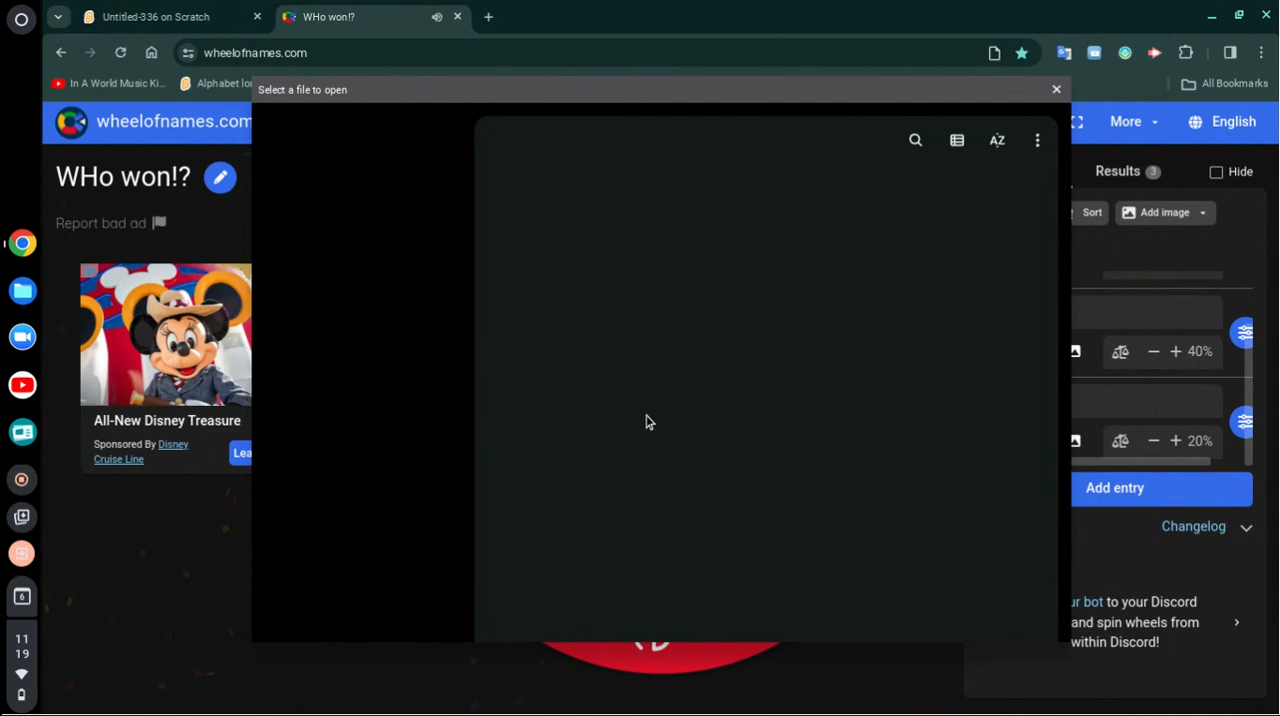 Untitled-336 on Scratch
WHo won!?
wheelofnames.com
In A World Music Ki...
Alphabet lo
All Bookmarks
Select a file to open
wheelofnames.com
More
English
WHo won!?
Report bad ad
AZ
Results 3
Hide
Sort
Add image
40%
20%
All-New Disney Treasure
Sponsored By Disney
Cruise Line
Lea
Add entry
Changelog
ur bot to your Discord
and spin wheels from
within Discord!
6
11
19